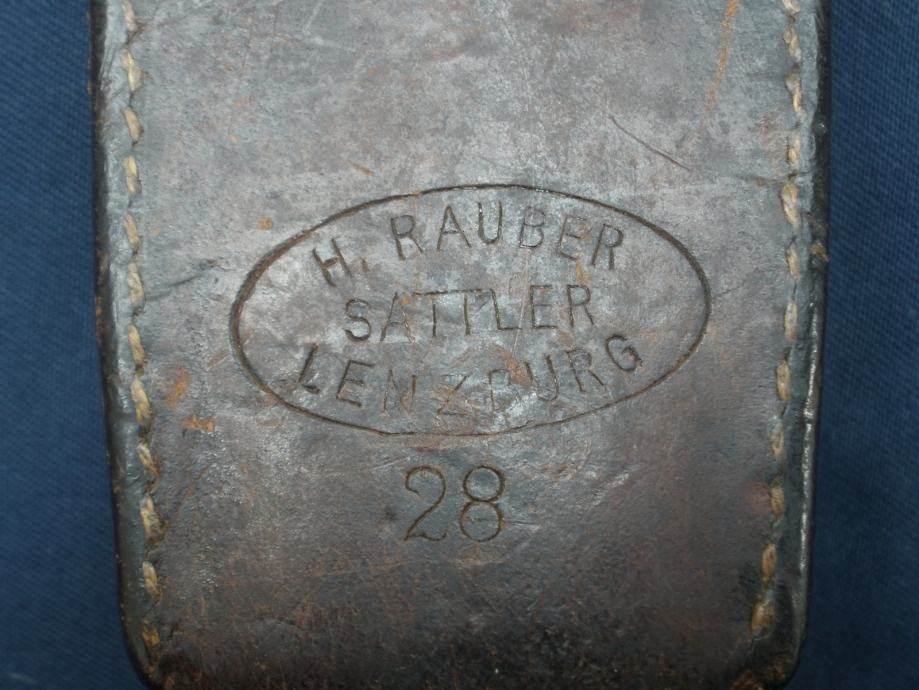 H. RAUBER
SATTLER
LENZBURG
28